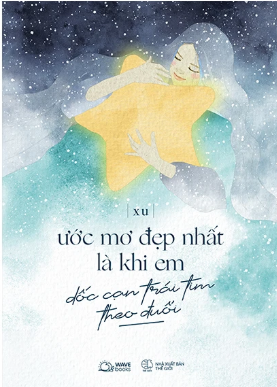 | x u |
ước mơ đẹp nhất
là khi em
dốc cạn trái tim
theo đuổi
WAVE books
NHÀ XUẤT BẢN
THẾ GIỚI